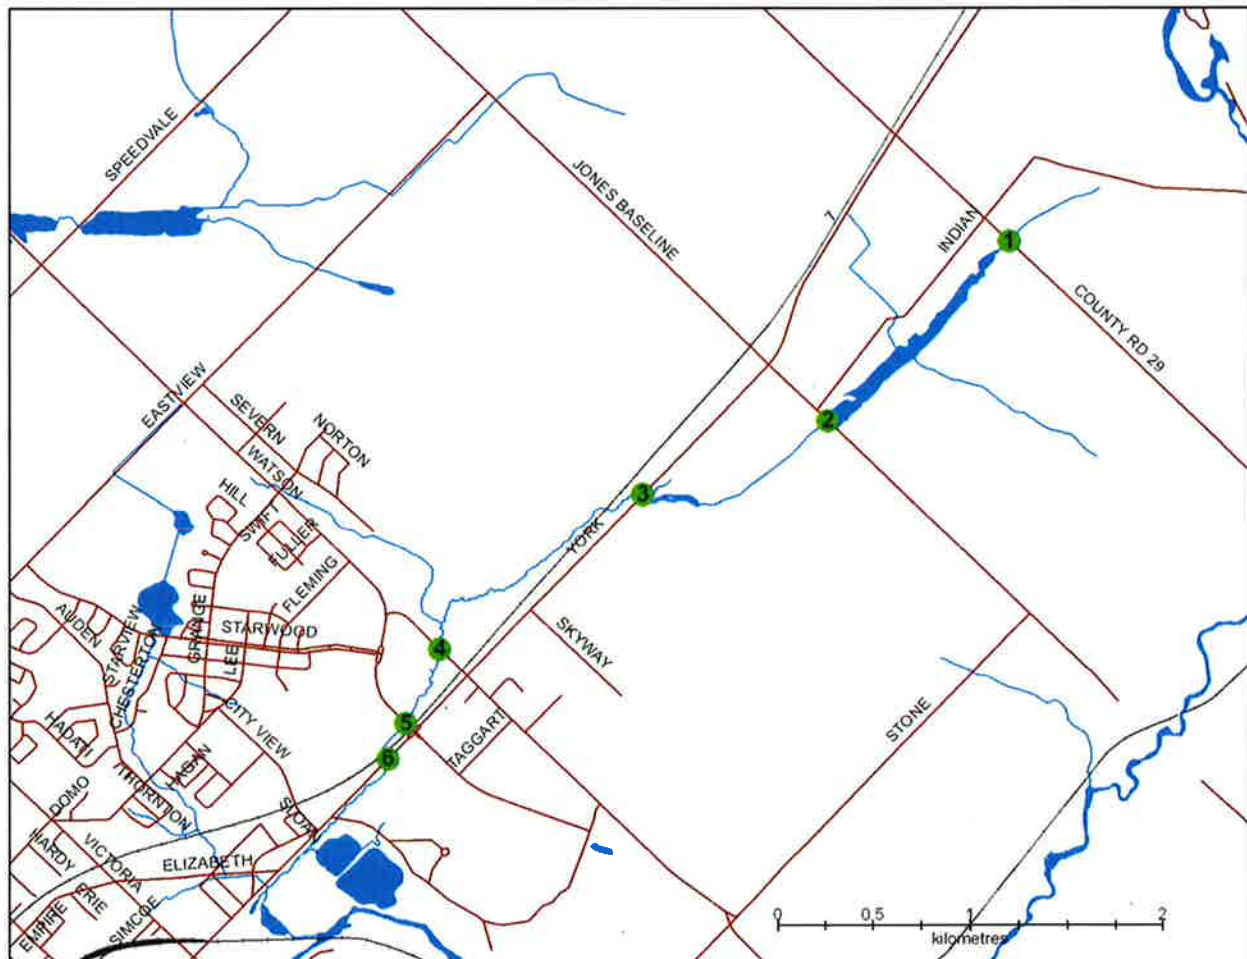 SPEEDVALE
JONES BASELINE
7
INDIAN
1
COUNTY RD 29
EASTVIEW
SEVERN
NORTON
WATSON
2
HILL
SWIFT
FULLER
3
YORK
FLEMING
AUDEN
STARVIEW
CHESTERTON
GRANGE
STARWOOD
LEE
4
SKYWAY
HADATI
CITY VIEW
5
TAGGART
STONE
6
HAGAN
THORNTON
DOMO
SLOAN
HARDY
VICTORIA
ELIZABETH
ERIE
EMPIRE
SIMCOE
0 0.5 1 2
kilometres